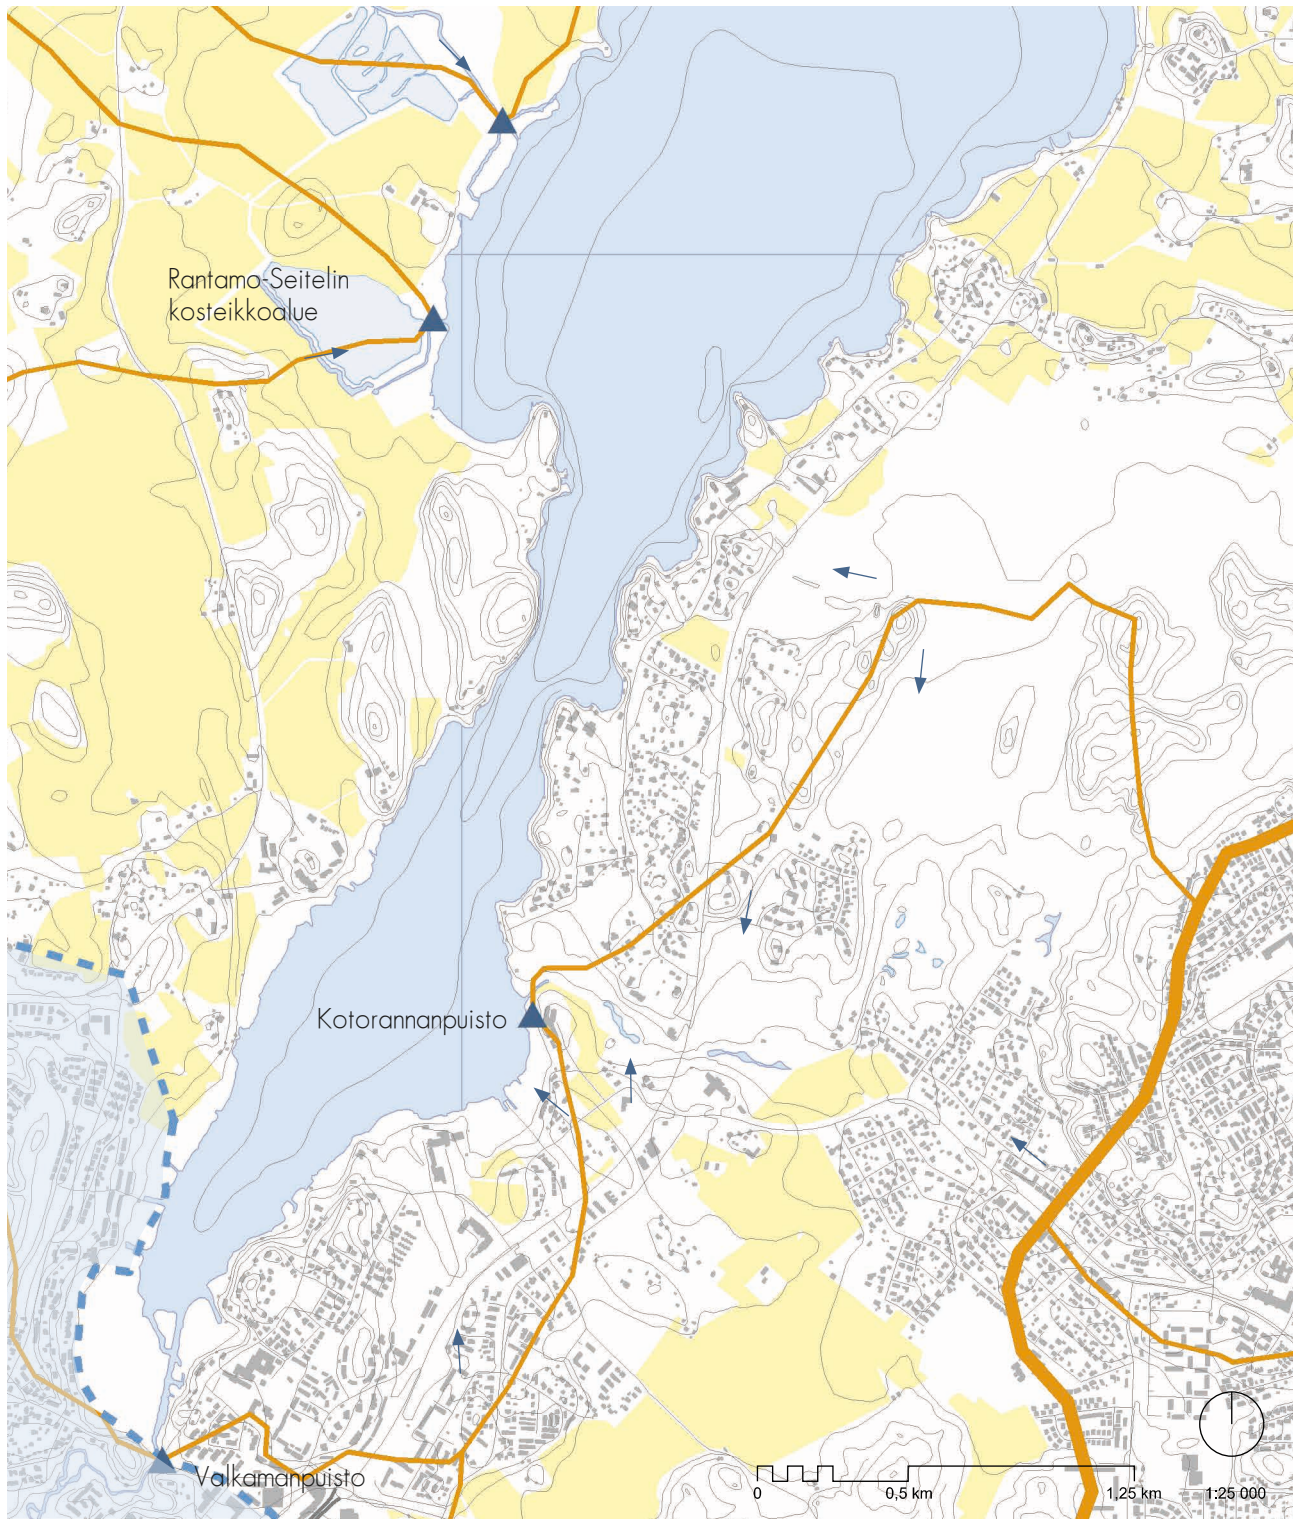 Rantamo-Seitelin
kosteikkoalue
Kotorannanpuisto
Valkamanpuisto
0 0,5 km 1,25 km 1:25 000